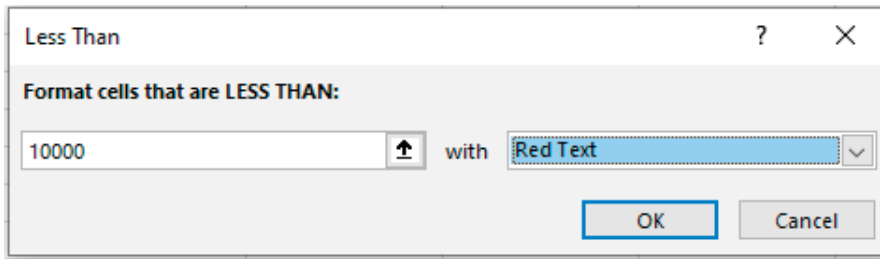 Less Than ?
Format cells that are LESS THAN:
10000 with Red Text
OK Cancel